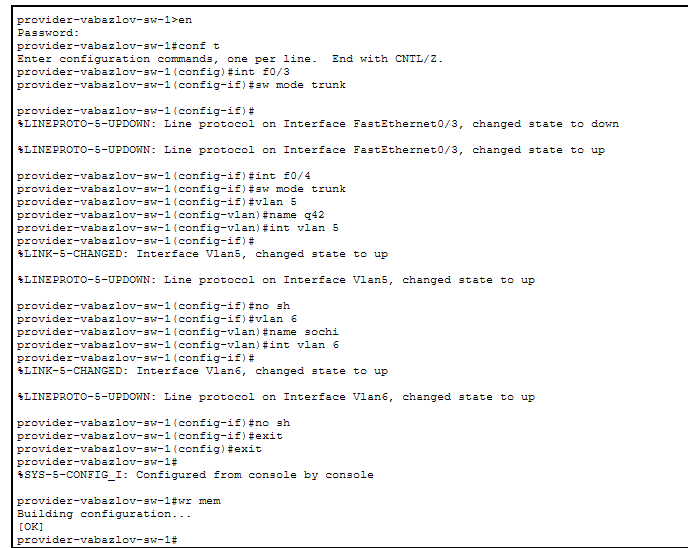 provider-vabazlov-sw-1>en
Password:
provider-vabazlov-sw-1#conf t
Enter configuration commands, one per line.  End with CNTL/Z.
provider-vabazlov-sw-1(config)#int f0/3
provider-vabazlov-sw-1(config-if)#sw mode trunk
provider-vabazlov-sw-1(config-if)#
%LINEPROTO-5-UPDOWN: Line protocol on Interface FastEthernet0/3, changed state to down
%LINEPROTO-5-UPDOWN: Line protocol on Interface FastEthernet0/3, changed state to up
provider-vabazlov-sw-1(config-if)#int f0/4
provider-vabazlov-sw-1(config-if)#sw mode trunk
provider-vabazlov-sw-1(config-if)#vlan 5
provider-vabazlov-sw-1(config-vlan)#name q42
provider-vabazlov-sw-1(config-vlan)#int vlan 5
provider-vabazlov-sw-1(config-if)#
%LINK-5-CHANGED: Interface Vlan5, changed state to up
%LINEPROTO-5-UPDOWN: Line protocol on Interface Vlan5, changed state to up
provider-vabazlov-sw-1(config-if)#no sh
provider-vabazlov-sw-1(config-if)#vlan 6
provider-vabazlov-sw-1(config-vlan)#name sochi
provider-vabazlov-sw-1(config-vlan)#int vlan 6
provider-vabazlov-sw-1(config-if)#
%LINK-5-CHANGED: Interface Vlan6, changed state to up
%LINEPROTO-5-UPDOWN: Line protocol on Interface Vlan6, changed state to up
provider-vabazlov-sw-1(config-if)#no sh
provider-vabazlov-sw-1(config-if)#exit
provider-vabazlov-sw-1(config)#exit
provider-vabazlov-sw-1#
%SYS-5-CONFIG_I: Configured from console by console
provider-vabazlov-sw-1#wr mem
Building configuration...
[OK]
provider-vabazlov-sw-1#